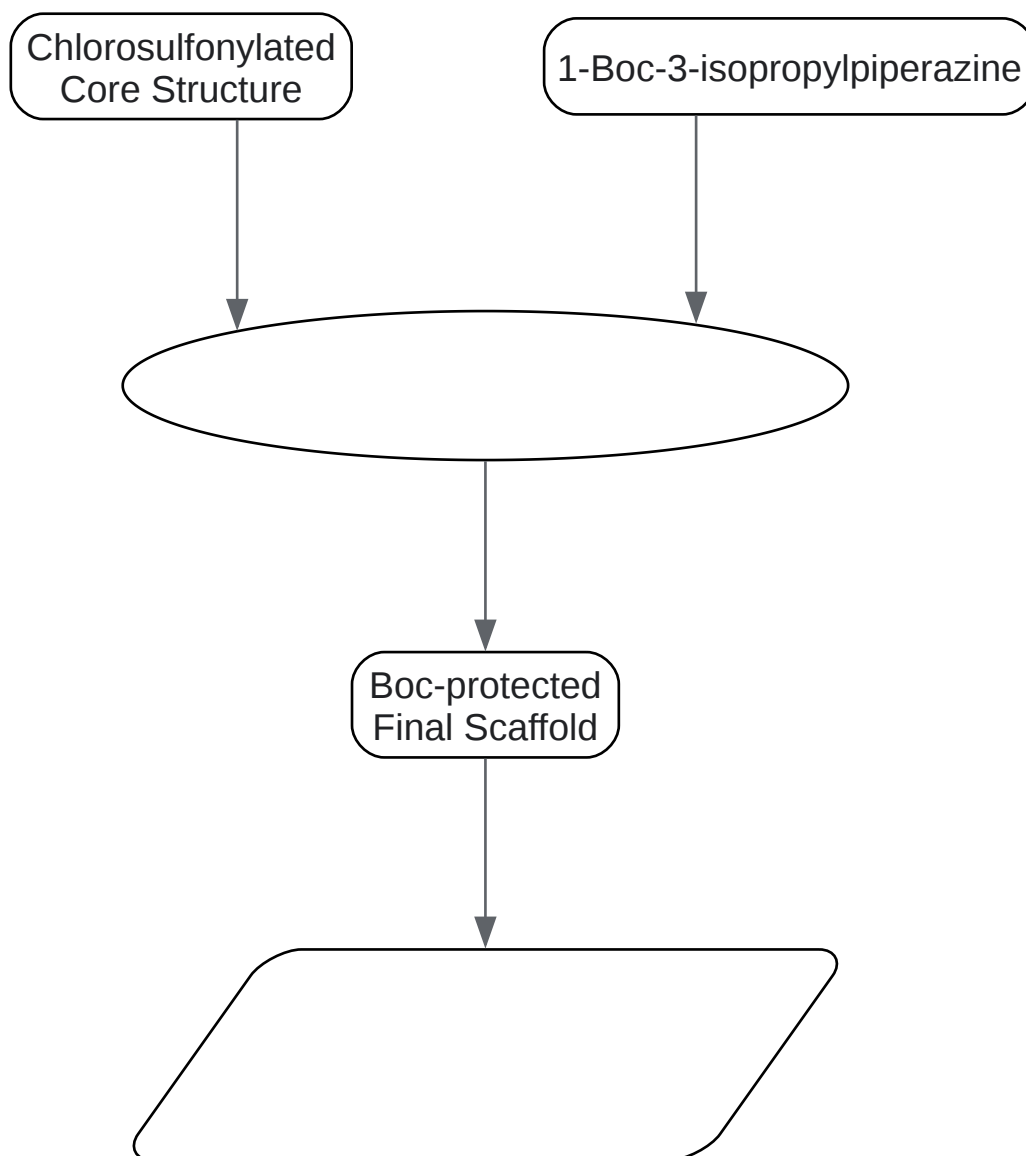 Chlorosulfonylated
Core Structure
1-Boc-3-isopropylpiperazine
Boc-protected
Final Scaffold